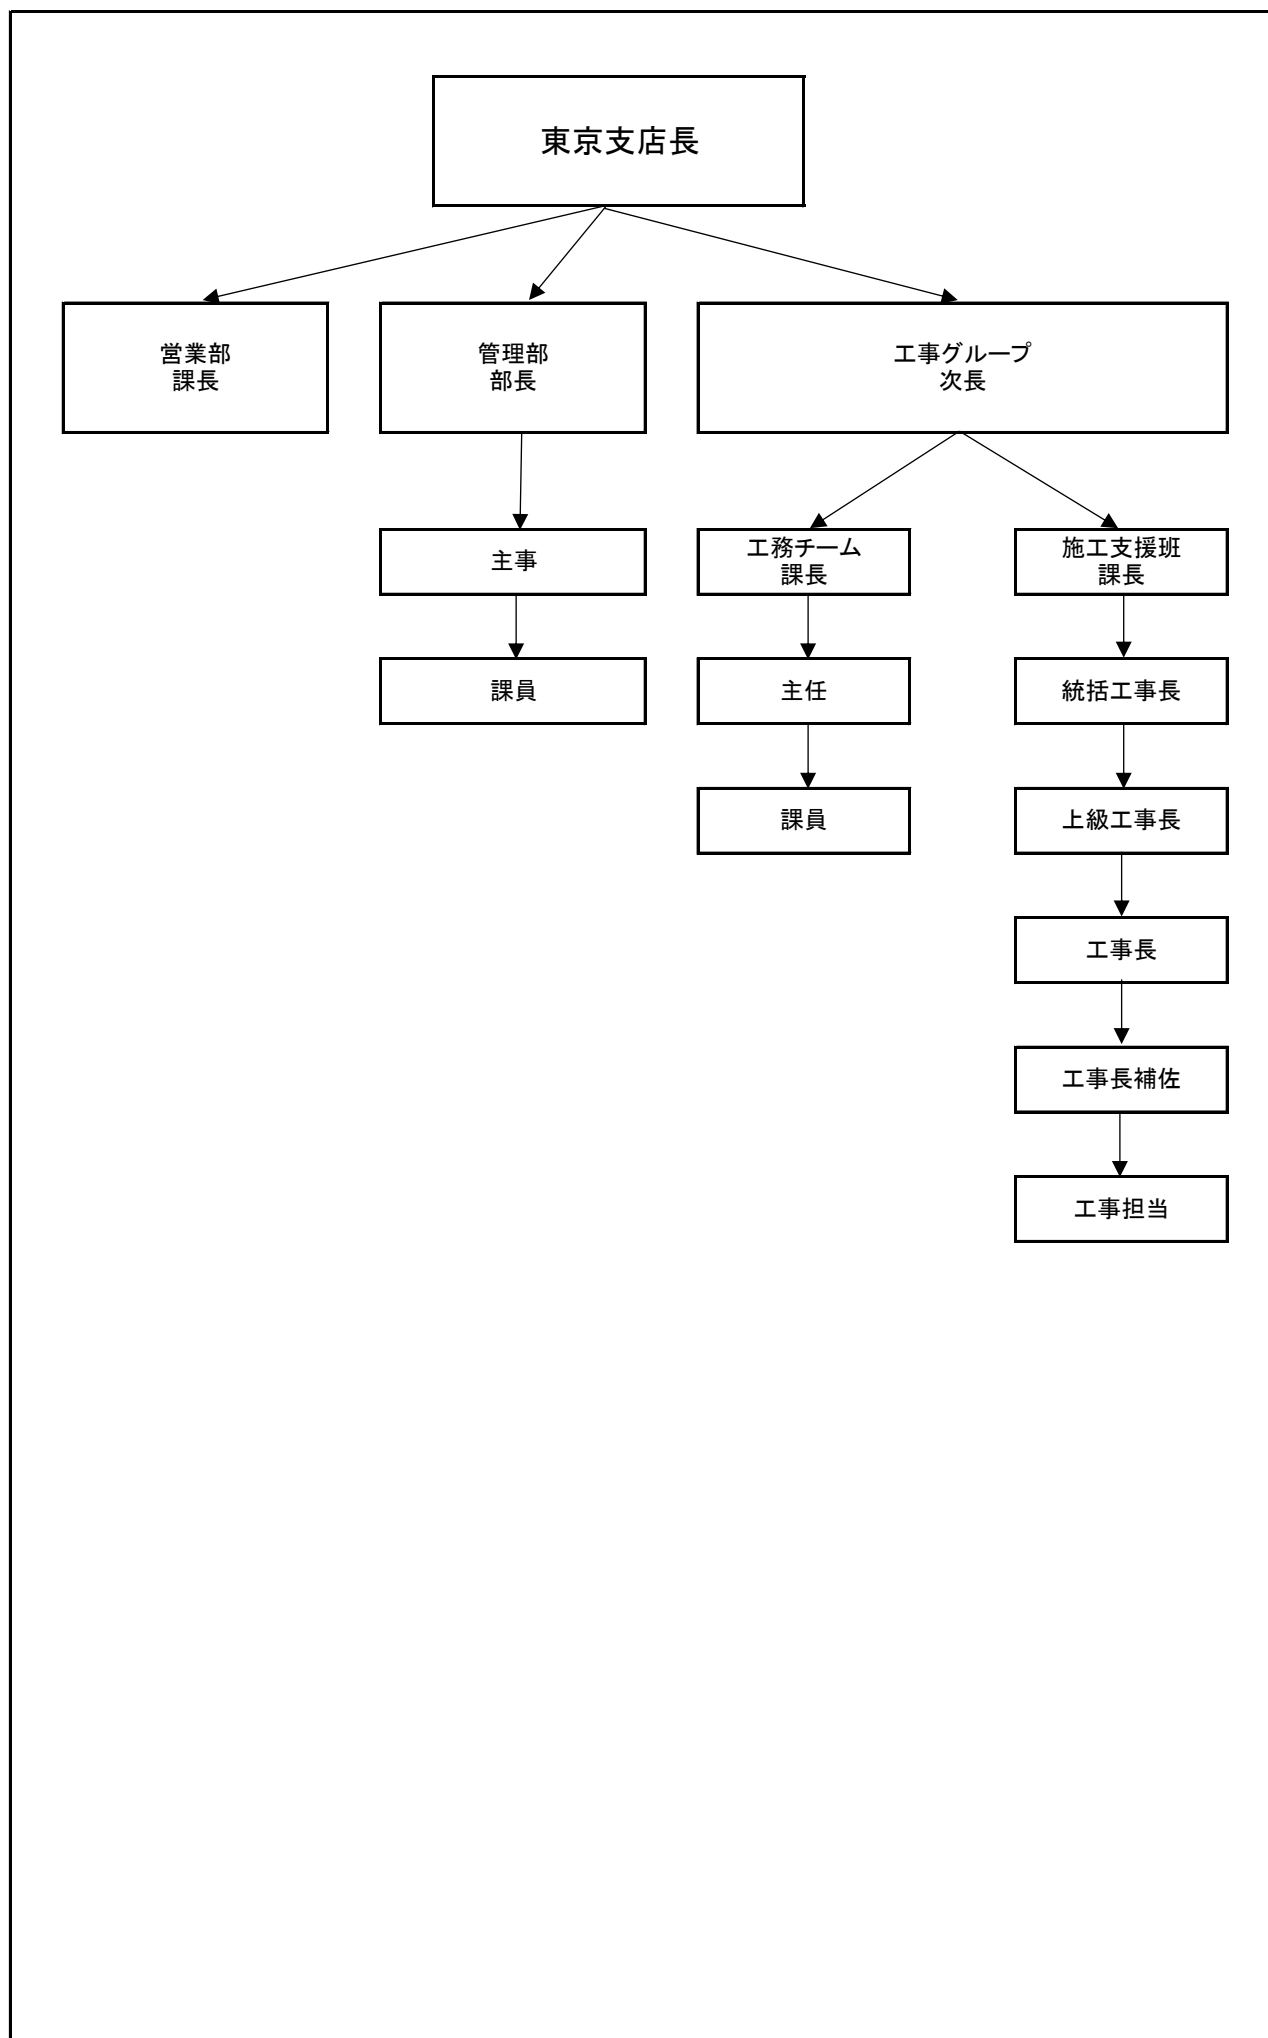 東京支店長
営業部
課長
管理部
部長
工事グループ
次長
主事
工務チーム
課長
施工支援班
課長
課員
主任
統括工事長
課員
上級工事長
工事長
工事長補佐
工事担当